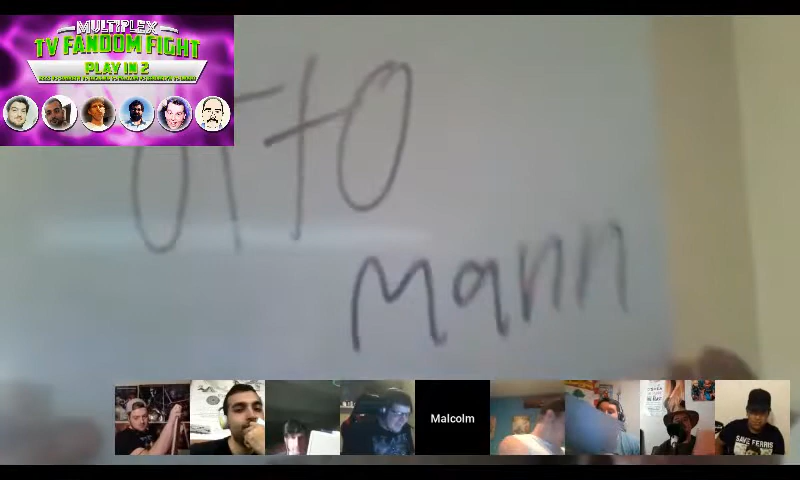 MULTIPLEX
TV FANDOM FIGHT
PLAY IN 2
OTTO
Mann
Malcolm
SAVE FERRIS